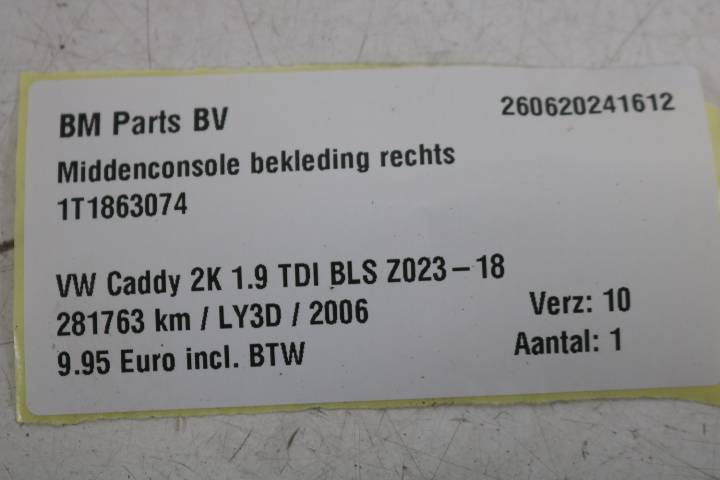 BM Parts BV 260620241612
Middenconsole bekleding rechts
1T1863074
VW Caddy 2K 1.9 TDI BLS Z023-18
281763 km / LY3D / 2006 Verz: 10
9.95 Euro incl. BTW Aantal: 1